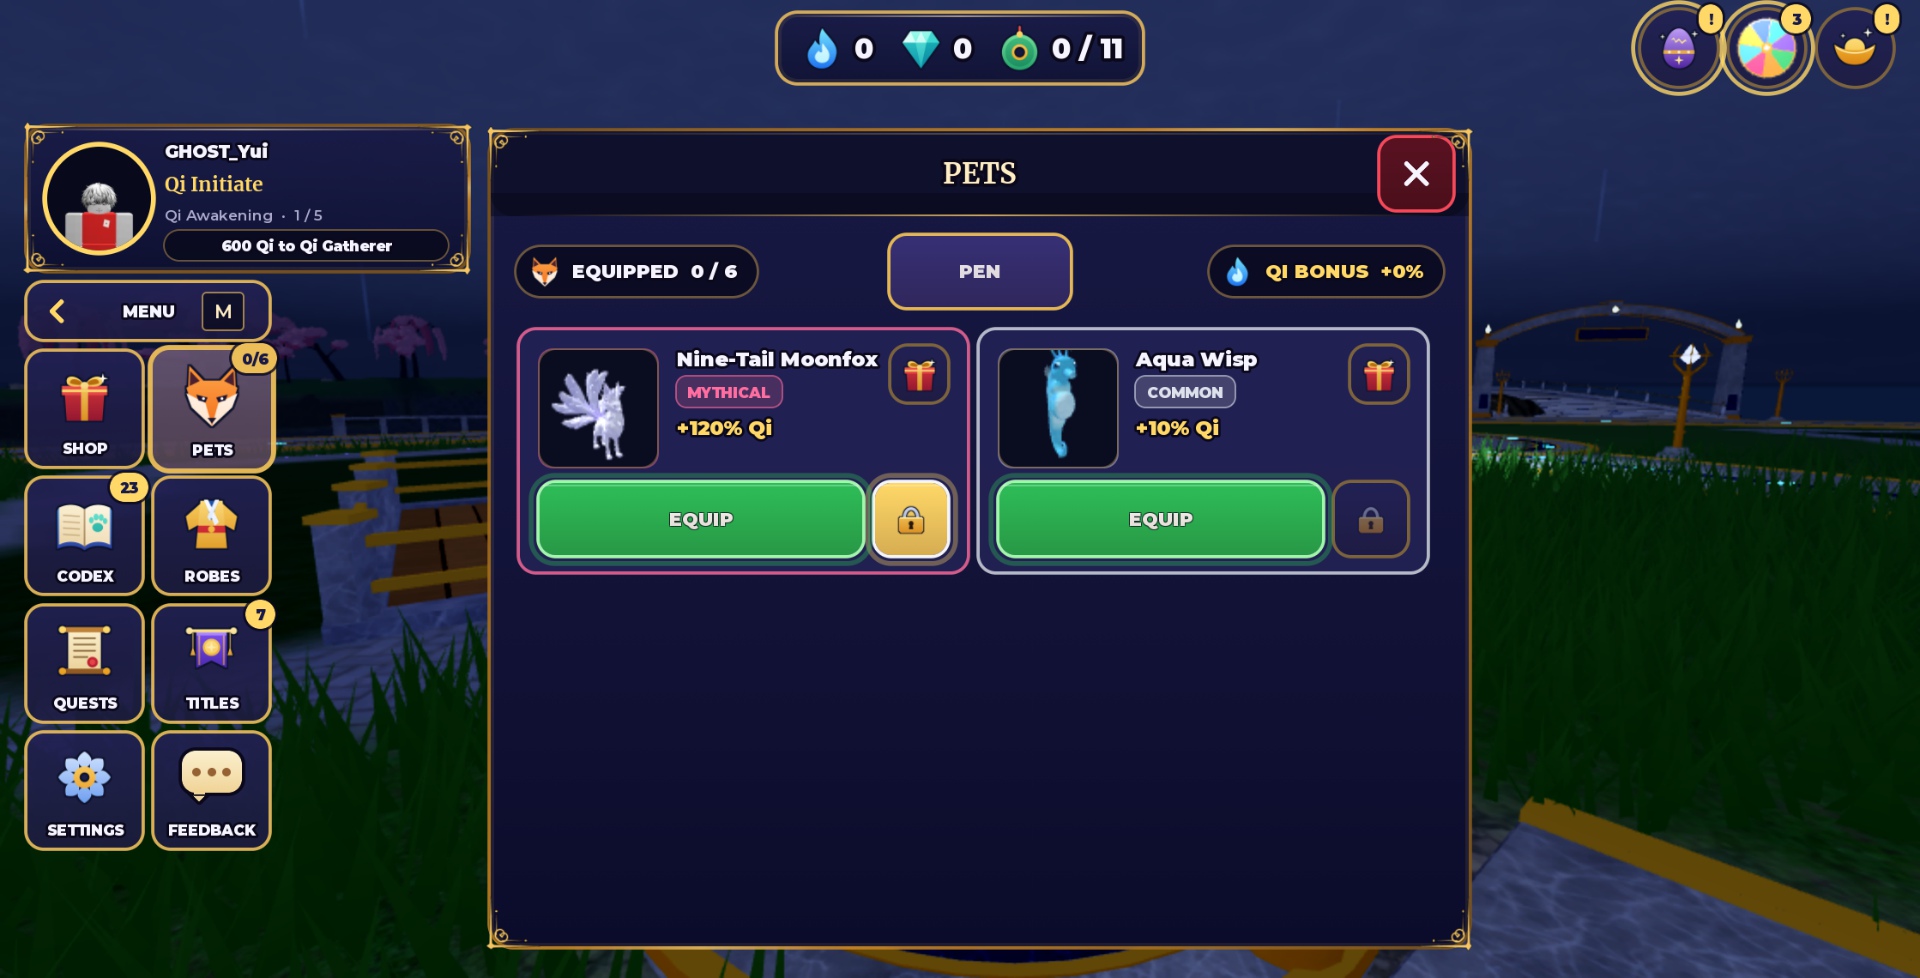 0
0
0 / 11
!
3
!
GHOST_Yui
Qi Initiate
Qi Awakening · 1 / 5
600 Qi to Qi Gatherer
MENU
M
SHOP
0/6
PETS
23
CODEX
ROBES
QUESTS
7
TITLES
SETTINGS
FEEDBACK
PETS
EQUIPPED 0 / 6
PEN
QI BONUS +0%
Nine-Tail Moonfox
MYTHICAL
+120% Qi
EQUIP
Aqua Wisp
COMMON
+10% Qi
EQUIP